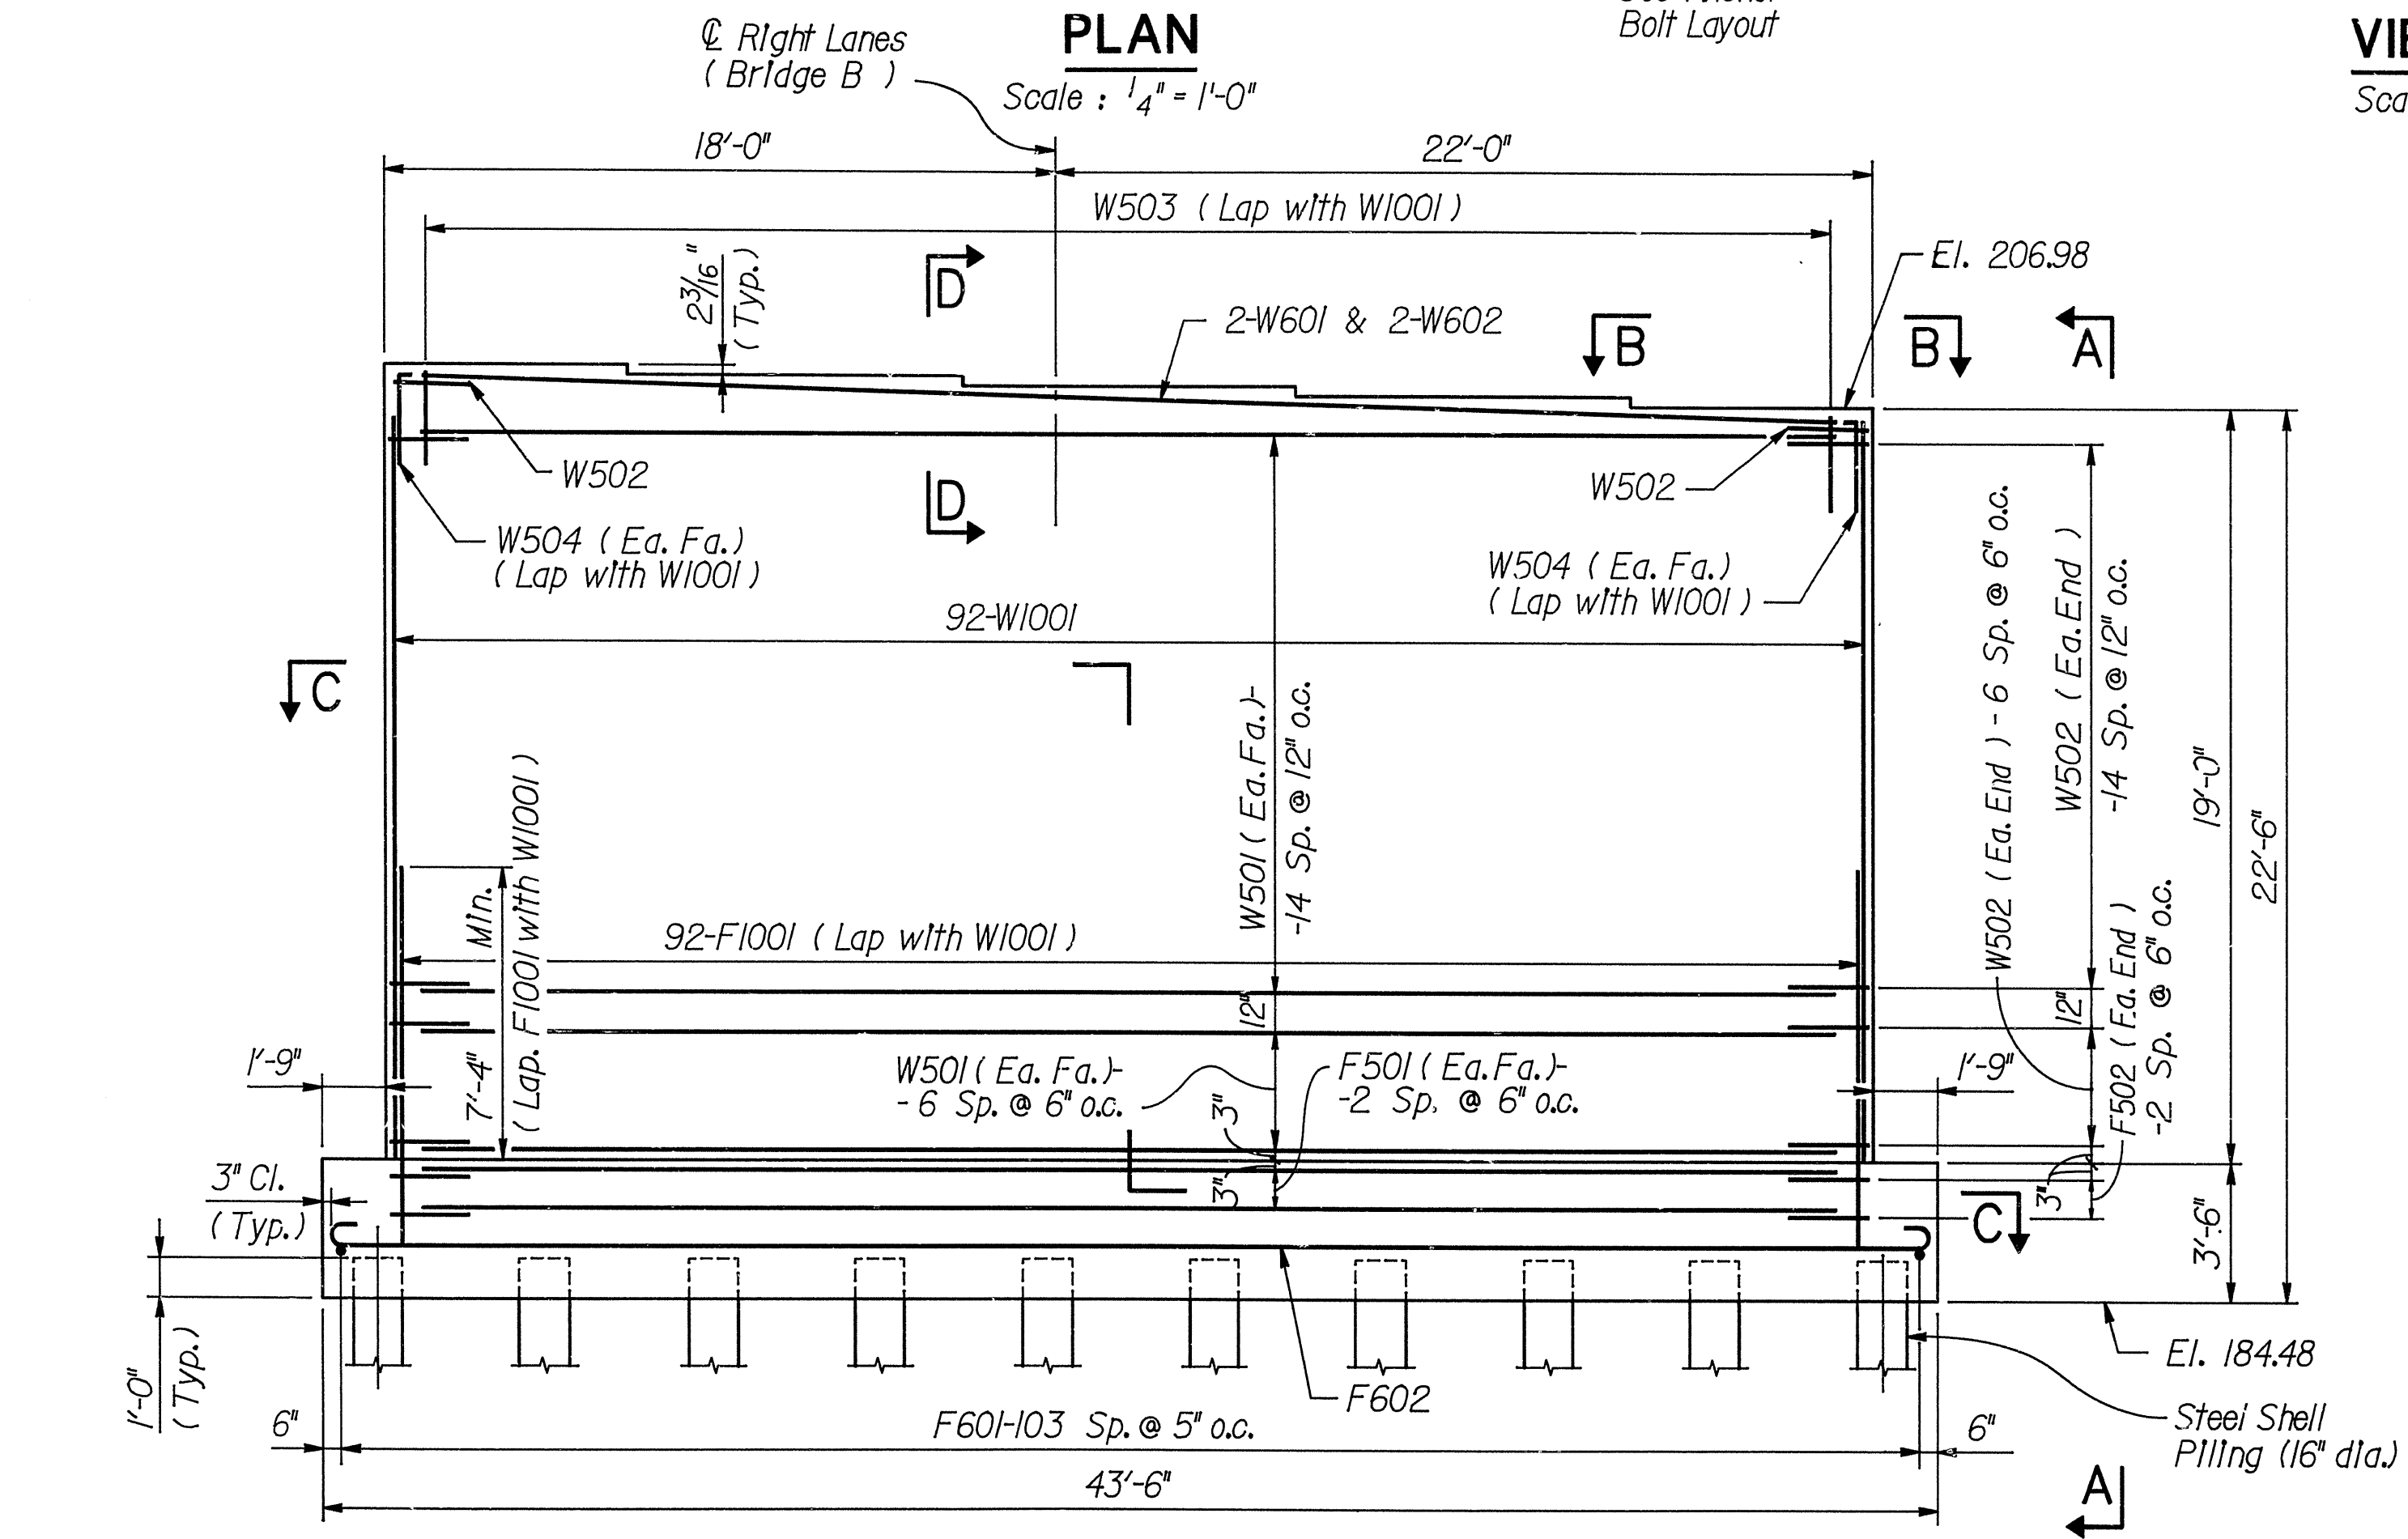 ℄ Right Lanes
( Bridge B )
PLAN
Scale : 1/4" = 1'-0"
Bolt Layout
18'-0"
22'-0"
W503 ( Lap with W1001 )
2 3/16"
( Typ. )
D
El. 206.98
2-W601 & 2-W602
B
B
A
W502
D
W502
W504 ( Ea. Fa. )
( Lap with W1001 )
W504 ( Ea. Fa. )
( Lap with W1001 )
92-W1001
C
W501 ( Ea. Fa. )-
-14 Sp. @ 12" o.c.
W502 ( Ea. End ) - 6 Sp. @ 6" o.c.
W502 ( Ea. End )
-14 Sp. @ 12" o.c.
19'-0"
22'-6"
7'-4" Min.
( Lap. F1001 with W1001 )
92-F1001 ( Lap with W1001 )
12"
12"
F502 ( Ea. End )
-2 Sp. @ 6" o.c.
1'-9"
W501 ( Ea. Fa. )-
- 6 Sp. @ 6" o.c.
3"
F501 ( Ea. Fa. )-
-2 Sp. @ 6" o.c.
1'-9"
3" Cl.
( Typ. )
3"
3"
C
3'-6"
1'-0"
( Typ. )
El. 184.48
F602
Steel Shell
Piling (16" dia.)
6"
F601-103 Sp. @ 5" o.c.
6"
43'-6"
A